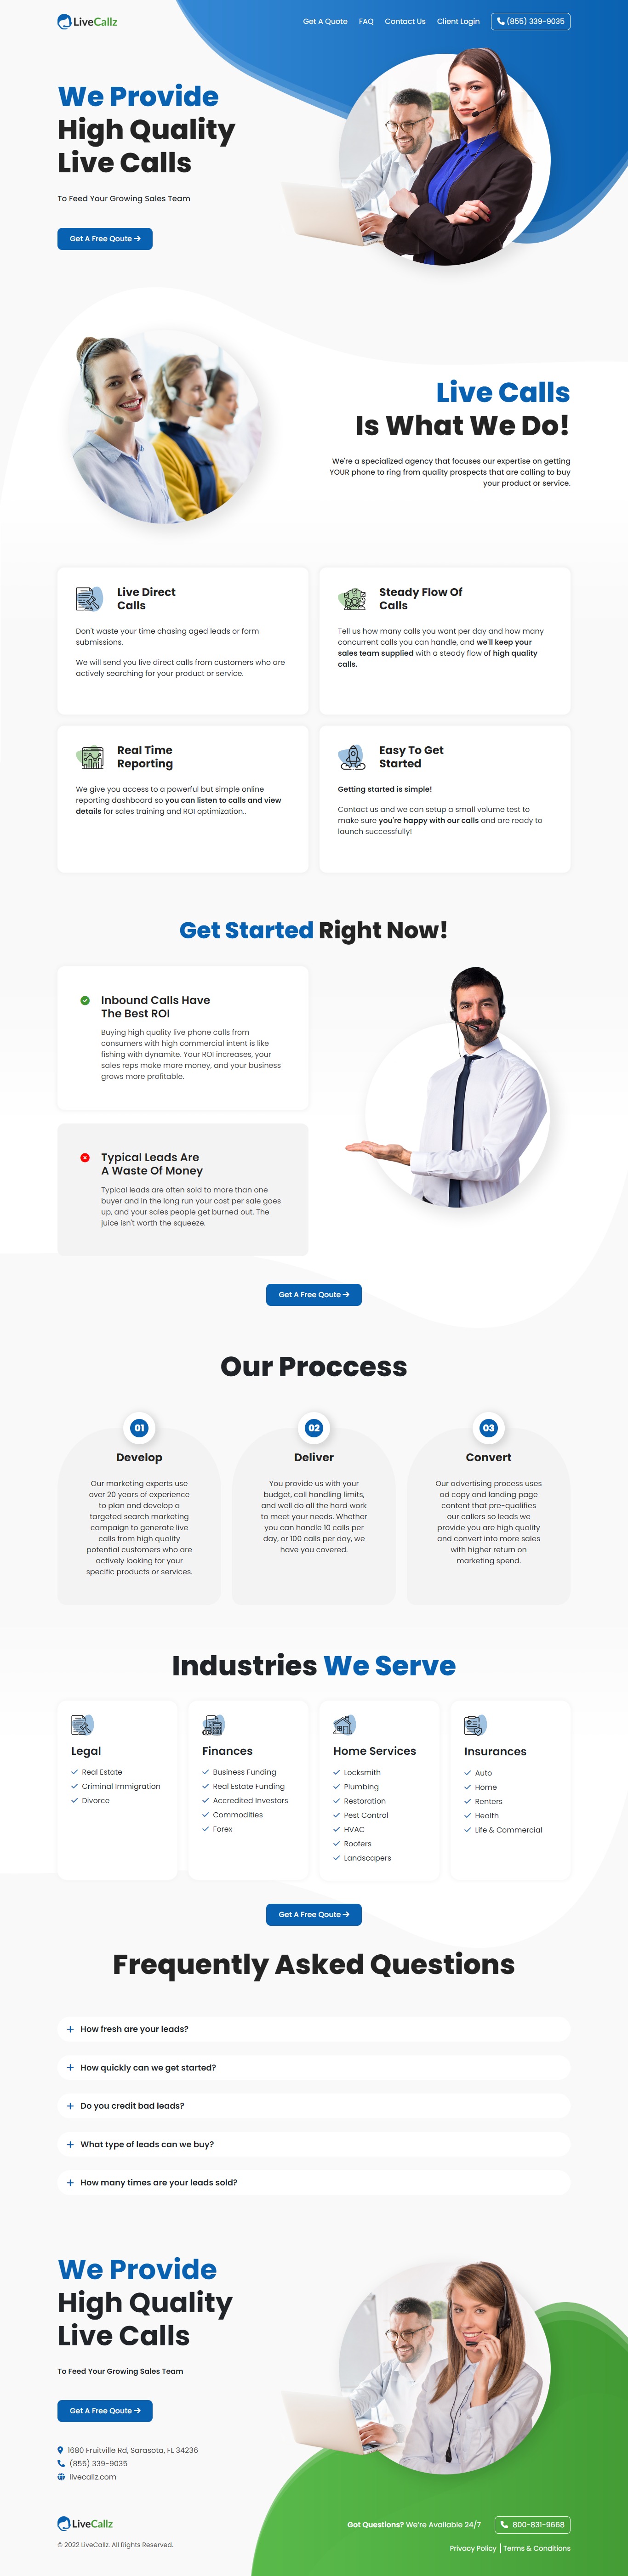 LiveCallz
Get A Quote FAQ Contact Us Client Login (855) 339-9035
We Provide
High Quality
Live Calls
To Feed Your Growing Sales Team
Get A Free Qoute
Live Calls
Is What We Do!
We're a specialized agency that focuses our expertise on getting
YOUR phone to ring from quality prospects that are calling to buy
your product or service.
Live Direct
Calls
Don't waste your time chasing aged leads or form
submissions.
We will send you live direct calls from customers who are
actively searching for your product or service.
Steady Flow Of
Calls
Tell us how many calls you want per day and how many
concurrent calls you can handle, and we'll keep your
sales team supplied with a steady flow of high quality
calls.
Real Time
Reporting
We give you access to a powerful but simple online
reporting dashboard so you can listen to calls and view
details for sales training and ROI optimization..
Easy To Get
Started
Getting started is simple!
Contact us and we can setup a small volume test to
make sure you're happy with our calls and are ready to
launch successfully!
Get Started Right Now!
Inbound Calls Have
The Best ROI
Buying high quality live phone calls from
consumers with high commercial intent is like
fishing with dynamite. Your ROI increases, your
sales reps make more money, and your business
grows more profitable.
Typical Leads Are
A Waste Of Money
Typical leads are often sold to more than one
buyer and in the long run your cost per sale goes
up, and your sales people get burned out. The
juice isn't worth the squeeze.
Get A Free Qoute
Our Proccess
01
Develop
Our marketing experts use
over 20 years of experience
to plan and develop a
targeted search marketing
campaign to generate live
calls from high quality
potential customers who are
actively looking for your
specific products or services.
02
Deliver
You provide us with your
budget, call handling limits,
and well do all the hard work
to meet your needs. Whether
you can handle 10 calls per
day, or 100 calls per day, we
have you covered.
03
Convert
Our advertising process uses
ad copy and landing page
content that pre-qualifies
our callers so leads we
provide you are high quality
and convert into more sales
with higher return on
marketing spend.
Industries We Serve
Legal
Real Estate
Criminal Immigration
Divorce
Finances
Business Funding
Real Estate Funding
Accredited Investors
Commodities
Forex
Home Services
Locksmith
Plumbing
Restoration
Pest Control
HVAC
Roofers
Landscapers
Insurances
Auto
Home
Renters
Health
Life & Commercial
Get A Free Qoute
Frequently Asked Questions
How fresh are your leads?
How quickly can we get started?
Do you credit bad leads?
What type of leads can we buy?
How many times are your leads sold?
We Provide
High Quality
Live Calls
To Feed Your Growing Sales Team
Get A Free Qoute
1680 Fruitville Rd, Sarasota, FL 34236
(855) 339-9035
livecallz.com
LiveCallz
Got Questions? We're Available 24/7 800-831-9668
© 2022 LiveCallz. All Rights Reserved.
Privacy Policy | Terms & Conditions